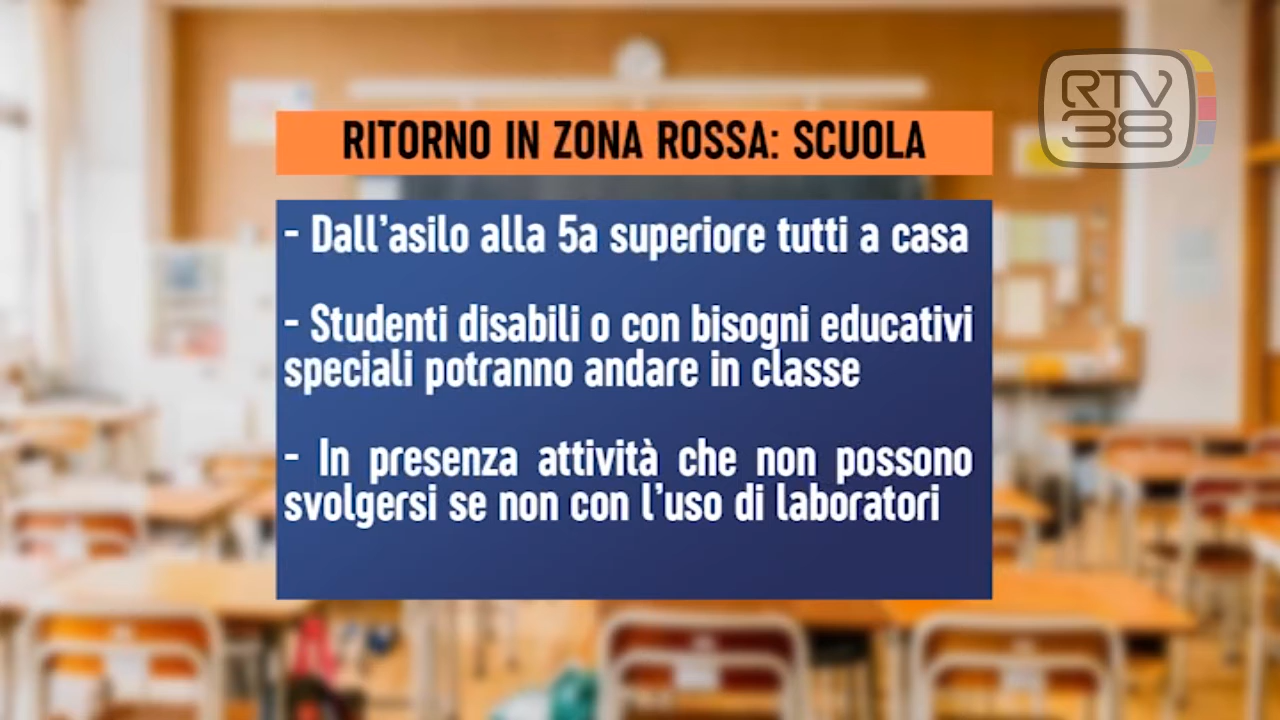 RTV
38
RITORNO IN ZONA ROSSA: SCUOLA
- Dall'asilo alla 5a superiore tutti a casa
- Studenti disabili o con bisogni educativi
speciali potranno andare in classe
- In presenza attività che non possono
svolgersi se non con l'uso di laboratori